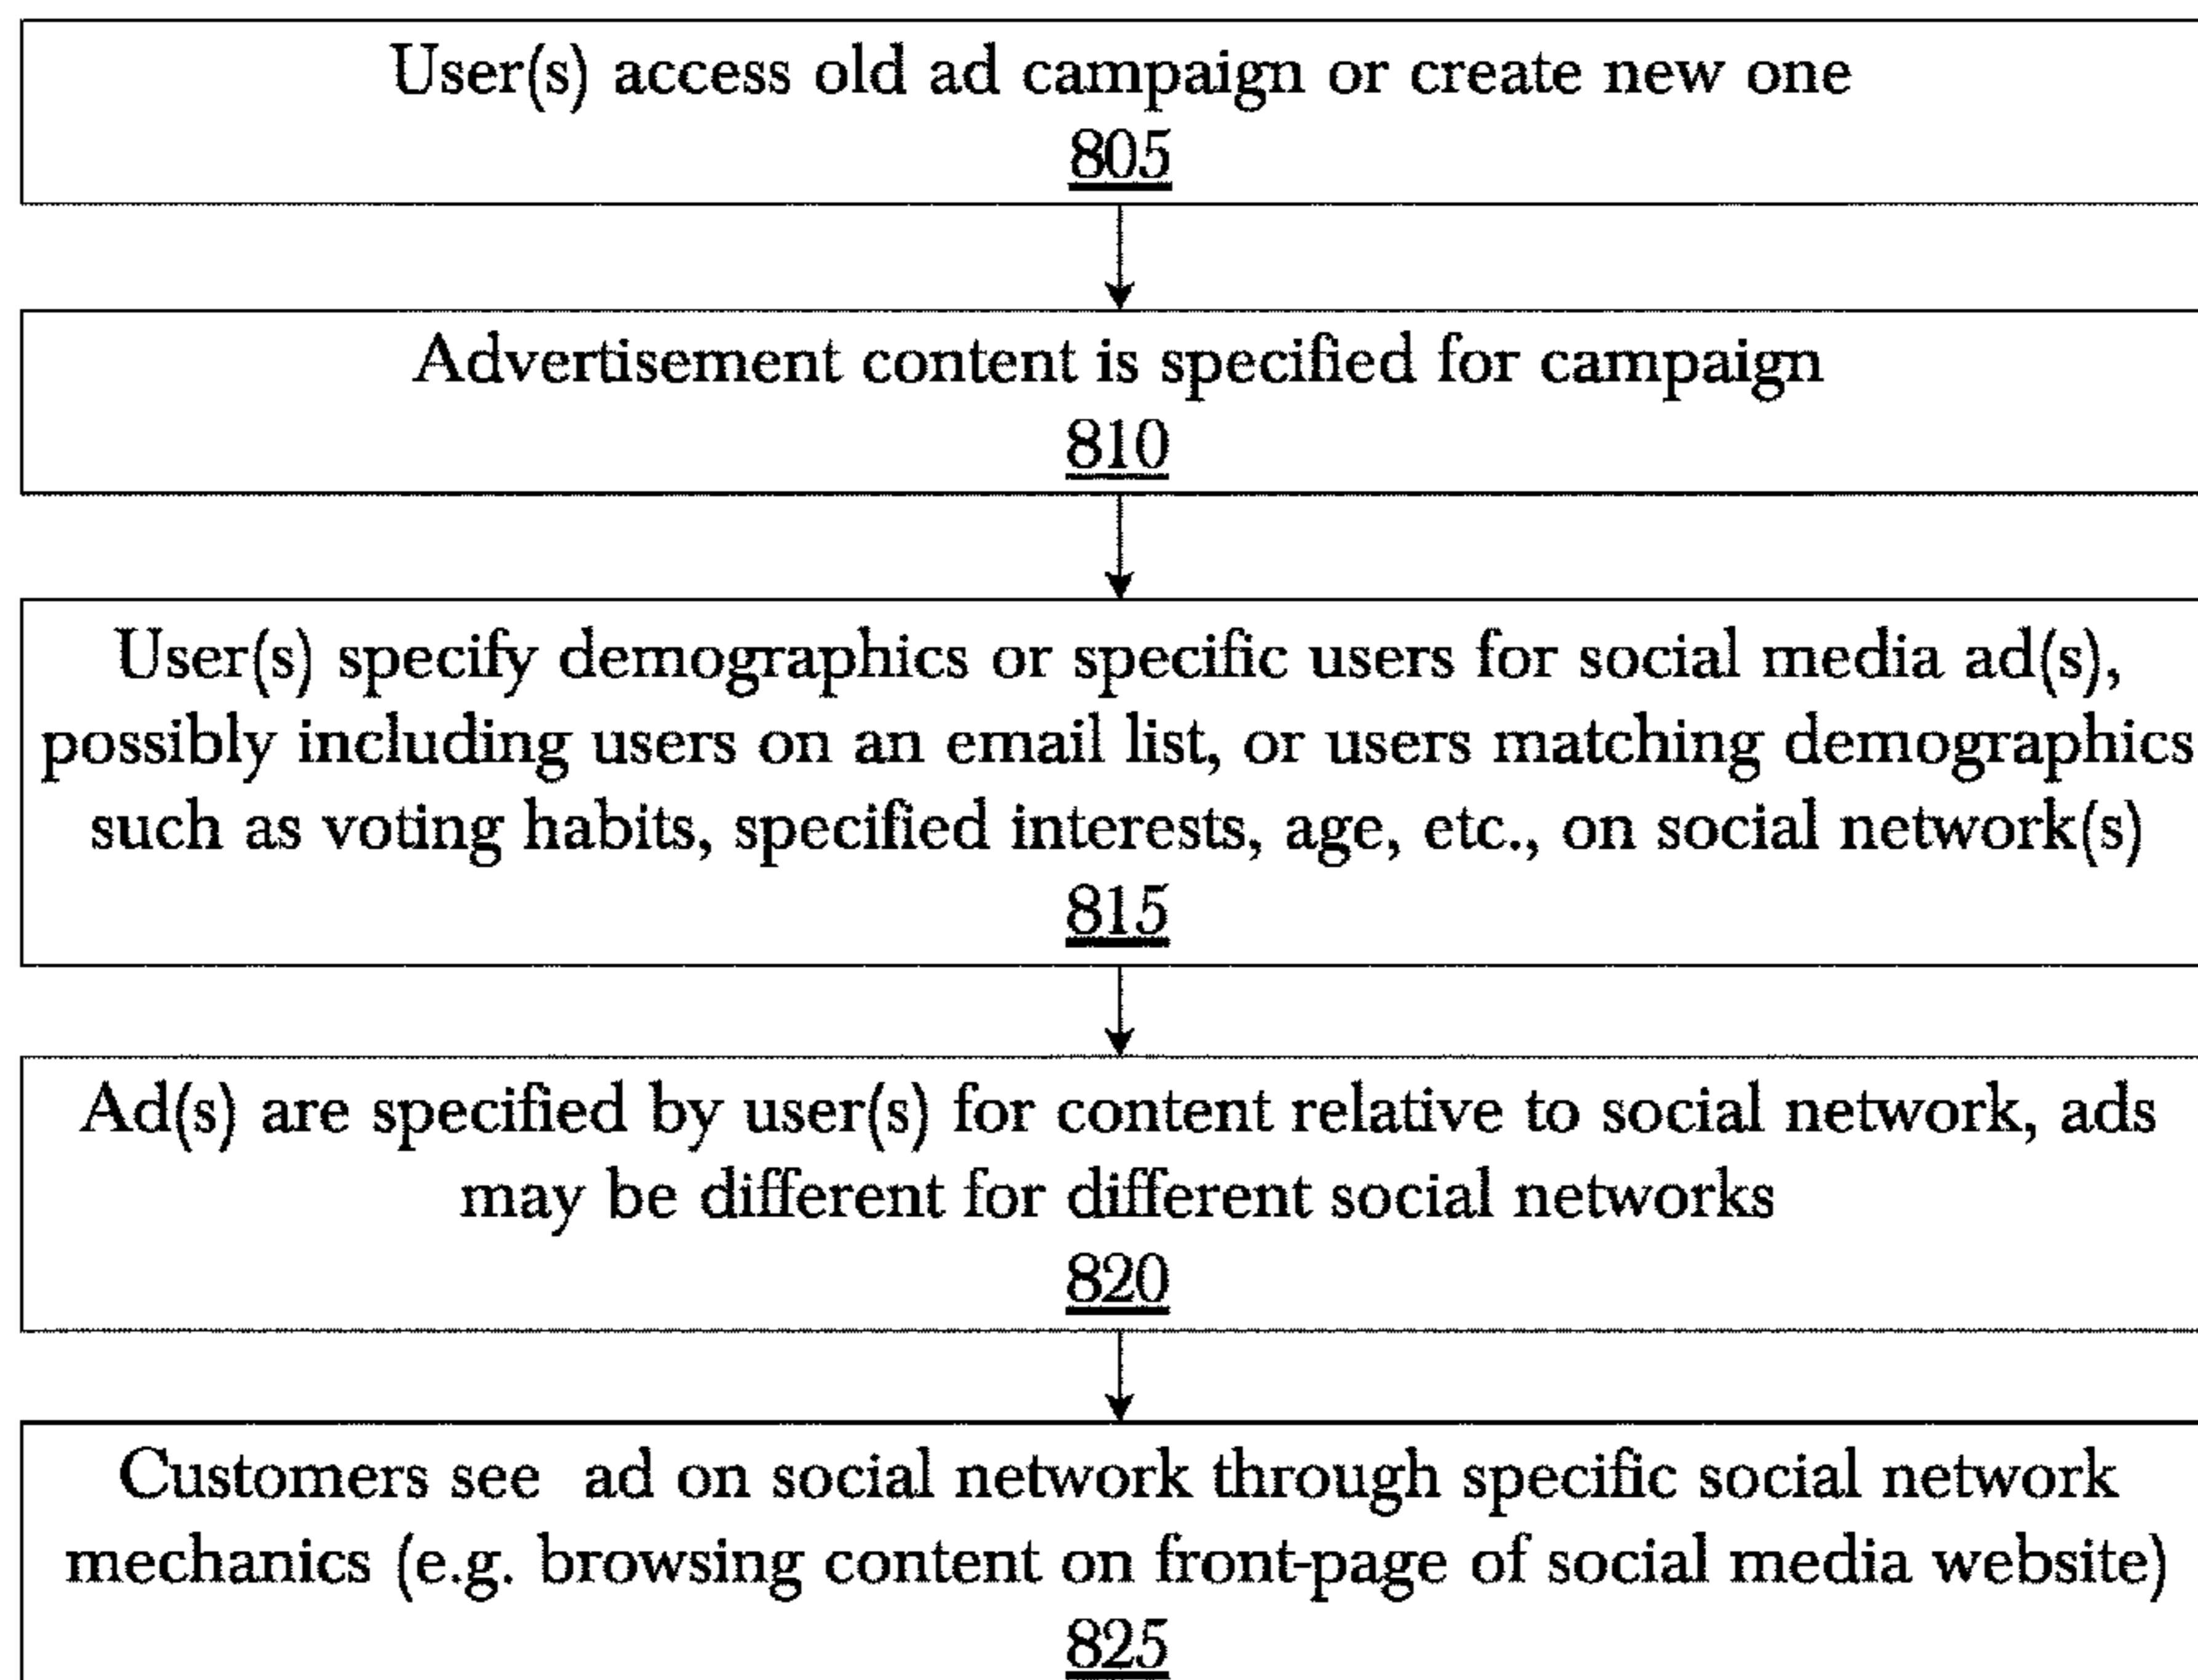 User(s) access old ad campaign or create new one
805
Advertisement content is specified for campaign
810
User(s) specify demographics or specific users for social media ad(s),
possibly including users on an email list, or users matching demographics
such as voting habits, specified interests, age, etc., on social network(s)
815
Ad(s) are specified by user(s) for content relative to social network, ads
may be different for different social networks
820
Customers see ad on social network through specific social network
mechanics (e.g. browsing content on front-page of social media website)
825